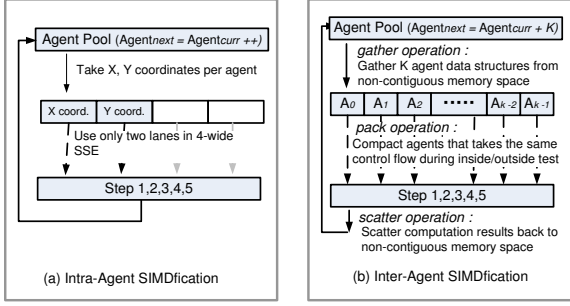 Agent Pool (Agentnext = Agentcurr ++)
Take X, Y coordinates per agent
X coord. Y coord.
Use only two lanes in 4-wide
SSE
Step 1,2,3,4,5
(a) Intra-Agent SIMDfication
Agent Pool (Agentnext = Agentcurr + K)
gather operation :
Gather K agent data structures from
non-contiguous memory space
A0 A1 A2 ····· Ak-2 Ak-1
pack operation :
Compact agents that takes the same
control flow during inside/outside test
Step 1,2,3,4,5
scatter operation :
Scatter computation results back to
non-contiguous memory space
(b) Inter-Agent SIMDfication